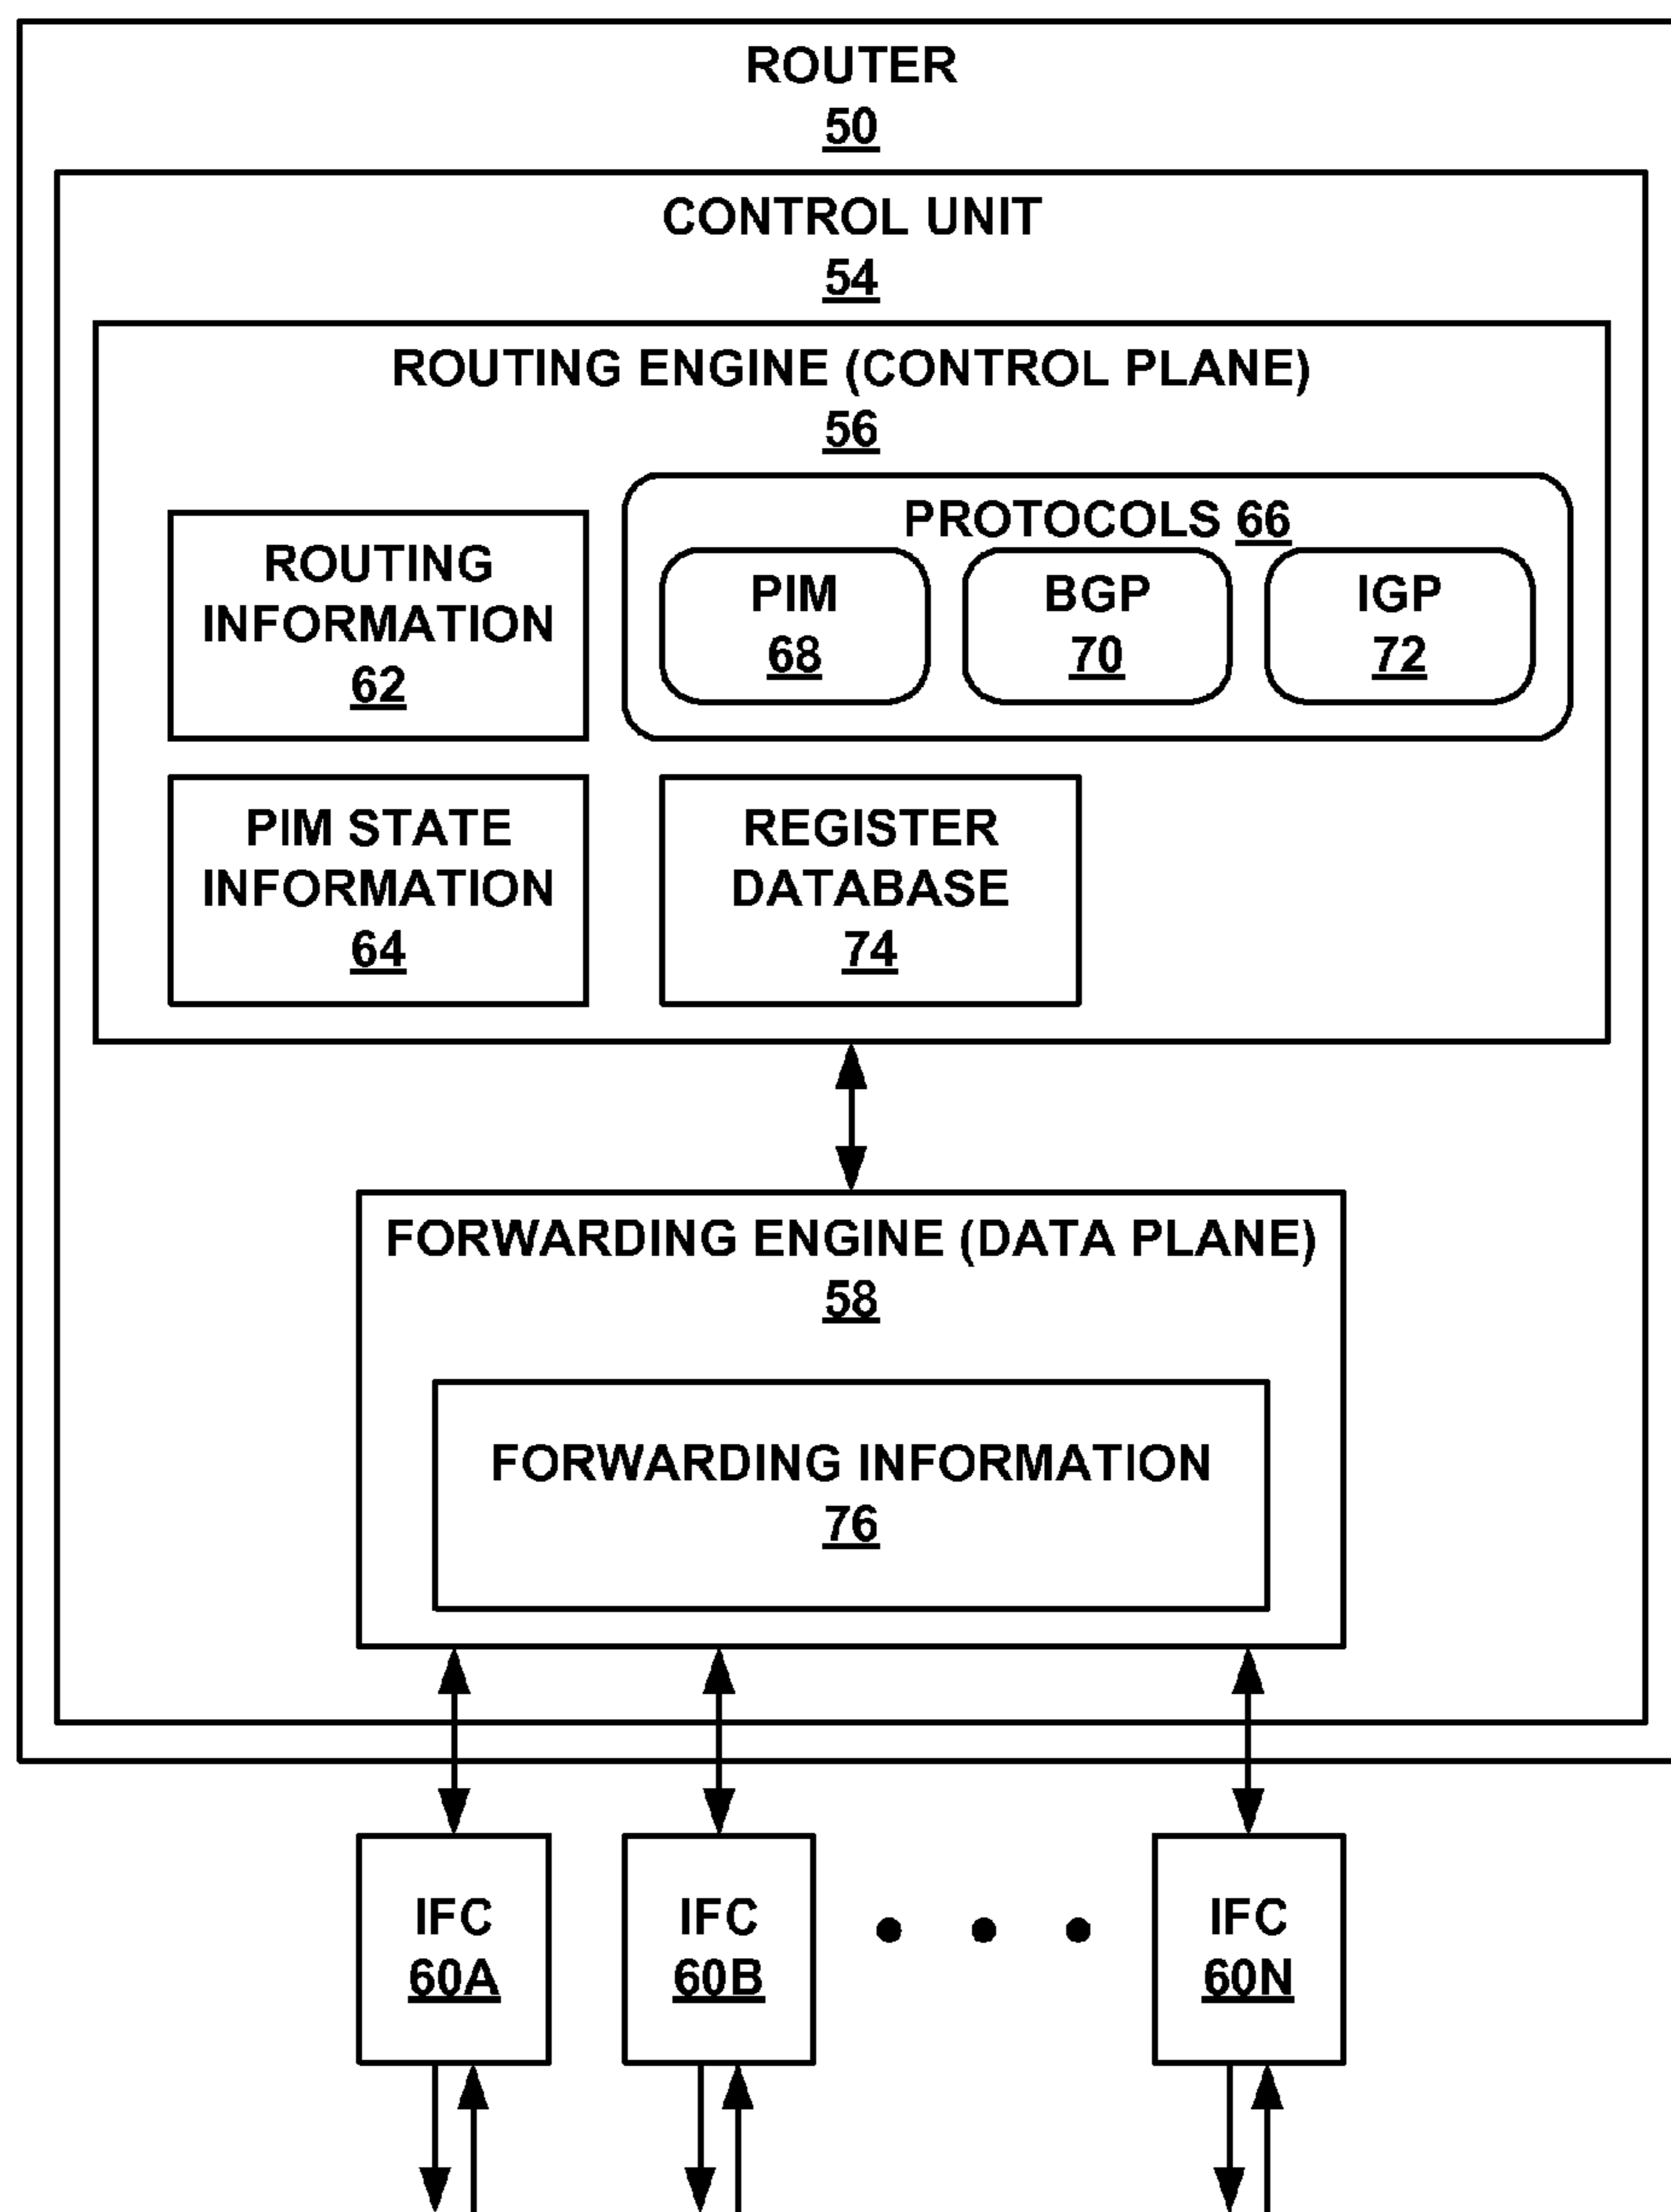 ROUTER
50
CONTROL UNIT
54
ROUTING ENGINE (CONTROL PLANE)
56
ROUTING
INFORMATION
62
PROTOCOLS 66
PIM
68
BGP
70
IGP
72
PIM STATE
INFORMATION
64
REGISTER
DATABASE
74
FORWARDING ENGINE (DATA PLANE)
58
FORWARDING INFORMATION
76
IFC
60A
IFC
60B
IFC
60N